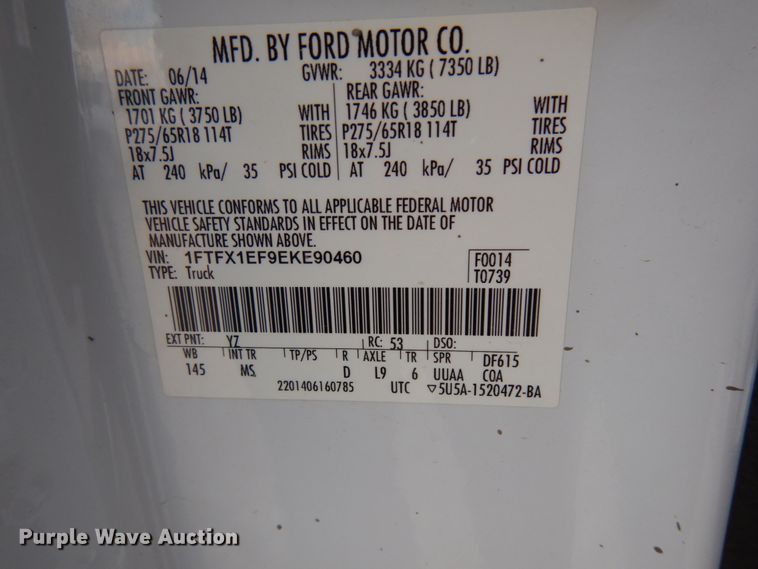 MFD. BY FORD MOTOR CO.
DATE: 06/14 GVWR: 3334 KG ( 7350 LB)
FRONT GAWR: REAR GAWR:
1701 KG ( 3750 LB) WITH 1746 KG ( 3850 LB) WITH
P275/65R18 114T TIRES P275/65R18 114T TIRES
18x7.5J RIMS 18x7.5J RIMS
AT 240 kPa/ 35 PSI COLD AT 240 kPa/ 35 PSI COLD
THIS VEHICLE CONFORMS TO ALL APPLICABLE FEDERAL MOTOR
VEHICLE SAFETY STANDARDS IN EFFECT ON THE DATE OF
MANUFACTURE SHOWN ABOVE.
VIN: 1FTFX1EF9EKE90460 F0014
TYPE: Truck T0739
EXT PNT: YZ RC: 53 DSO:
WB INT TR TP/PS R AXLE TR SPR DF615
145 MS D L9 6 UUAA COA
2201406160785 UTC ▽5U5A-1520472-BA
Purple Wave Auction